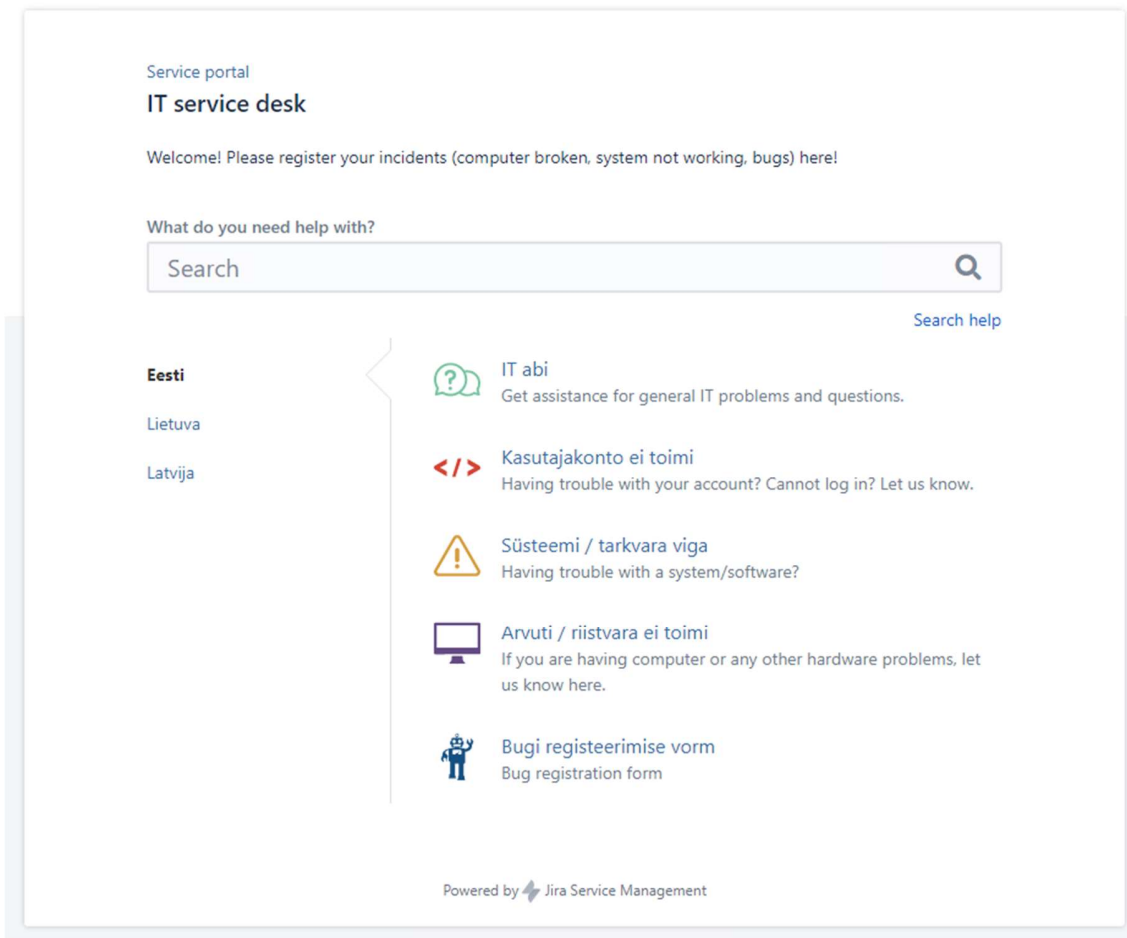 Service portal
IT service desk
Welcome! Please register your incidents (computer broken, system not working, bugs) here!
What do you need help with?
Search
Search help
Eesti
Lietuva
Latvija
IT abi
Get assistance for general IT problems and questions.
Kasutajakonto ei toimi
Having trouble with your account? Cannot log in? Let us know.
Süsteemi / tarkvara viga
Having trouble with a system/software?
Arvuti / riistvara ei toimi
If you are having computer or any other hardware problems, let
us know here.
Bugi registeerimise vorm
Bug registration form
Powered by Jira Service Management